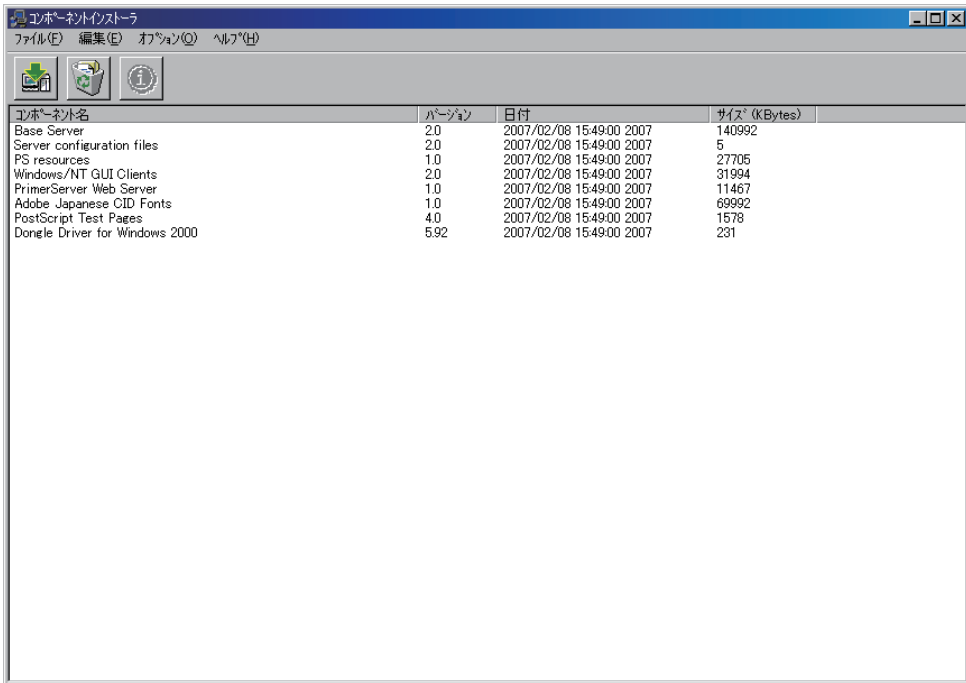 コンポーネントインストーラ
ファイル(F) 編集(E) オプション(O) ヘルプ(H)
コンポーネント名 バージョン 日付 サイズ(KBytes)
Base Server 2.0 2007/02/08 15:49:00 2007 140992
Server configuration files 2.0 2007/02/08 15:49:00 2007 5
PS resources 1.0 2007/02/08 15:49:00 2007 27705
Windows/NT GUI Clients 2.0 2007/02/08 15:49:00 2007 31994
PrimerServer Web Server 1.0 2007/02/08 15:49:00 2007 11467
Adobe Japanese CID Fonts 1.0 2007/02/08 15:49:00 2007 69992
PostScript Test Pages 4.0 2007/02/08 15:49:00 2007 1578
Dongle Driver for Windows 2000 5.92 2007/02/08 15:49:00 2007 231